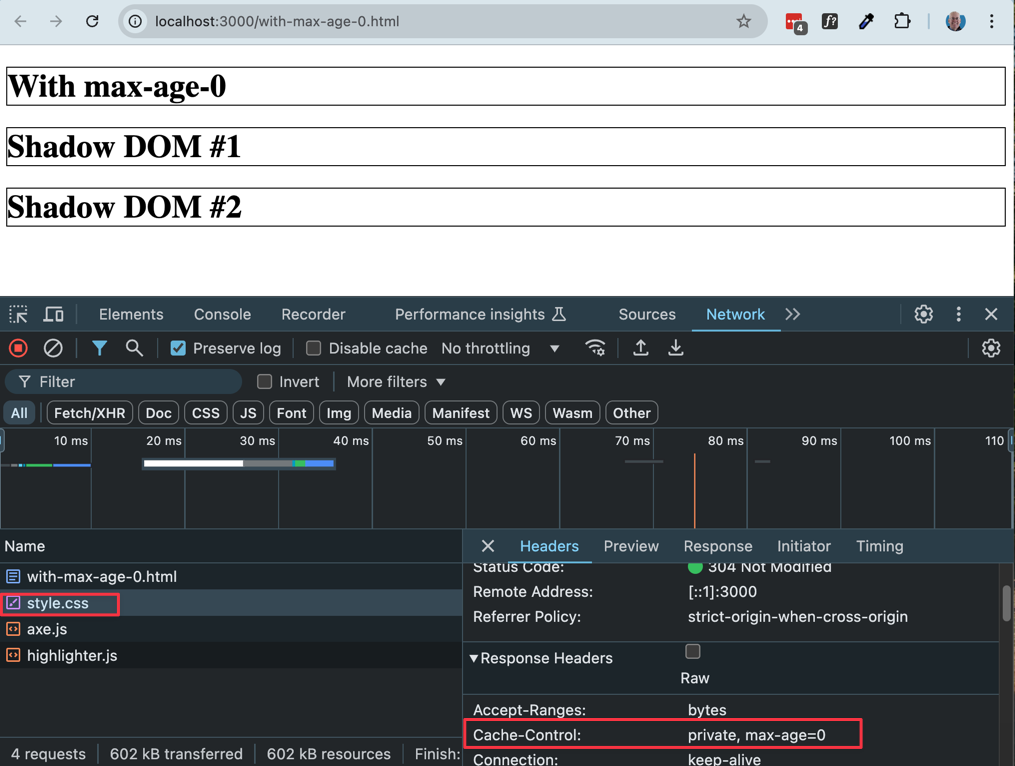 localhost:3000/with-max-age-0.html
4
f?
With max-age-0
Shadow DOM #1
Shadow DOM #2
Elements Console Recorder Performance insights Sources Network
Preserve log Disable cache No throttling
Filter Invert More filters
All Fetch/XHR Doc CSS JS Font Img Media Manifest WS Wasm Other
10 ms 20 ms 30 ms 40 ms 50 ms 60 ms 70 ms 80 ms 90 ms 100 ms 110
Name
with-max-age-0.html
style.css
axe.js
highlighter.js
4 requests 602 kB transferred 602 kB resources Finish:
Headers Preview Response Initiator Timing
Status Code: 304 Not Modified
Remote Address: [::1]:3000
Referrer Policy: strict-origin-when-cross-origin
Response Headers
Raw
Accept-Ranges: bytes
Cache-Control: private, max-age=0
Connection: keep-alive